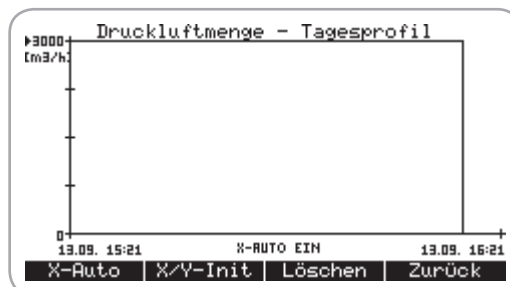 Druckluftmenge - Tagesprofil
▶3000
[m3/h]
0
13.09. 15:21 X-AUTO EIN 13.09. 16:21
X-Auto X/Y-Init Löschen Zurück